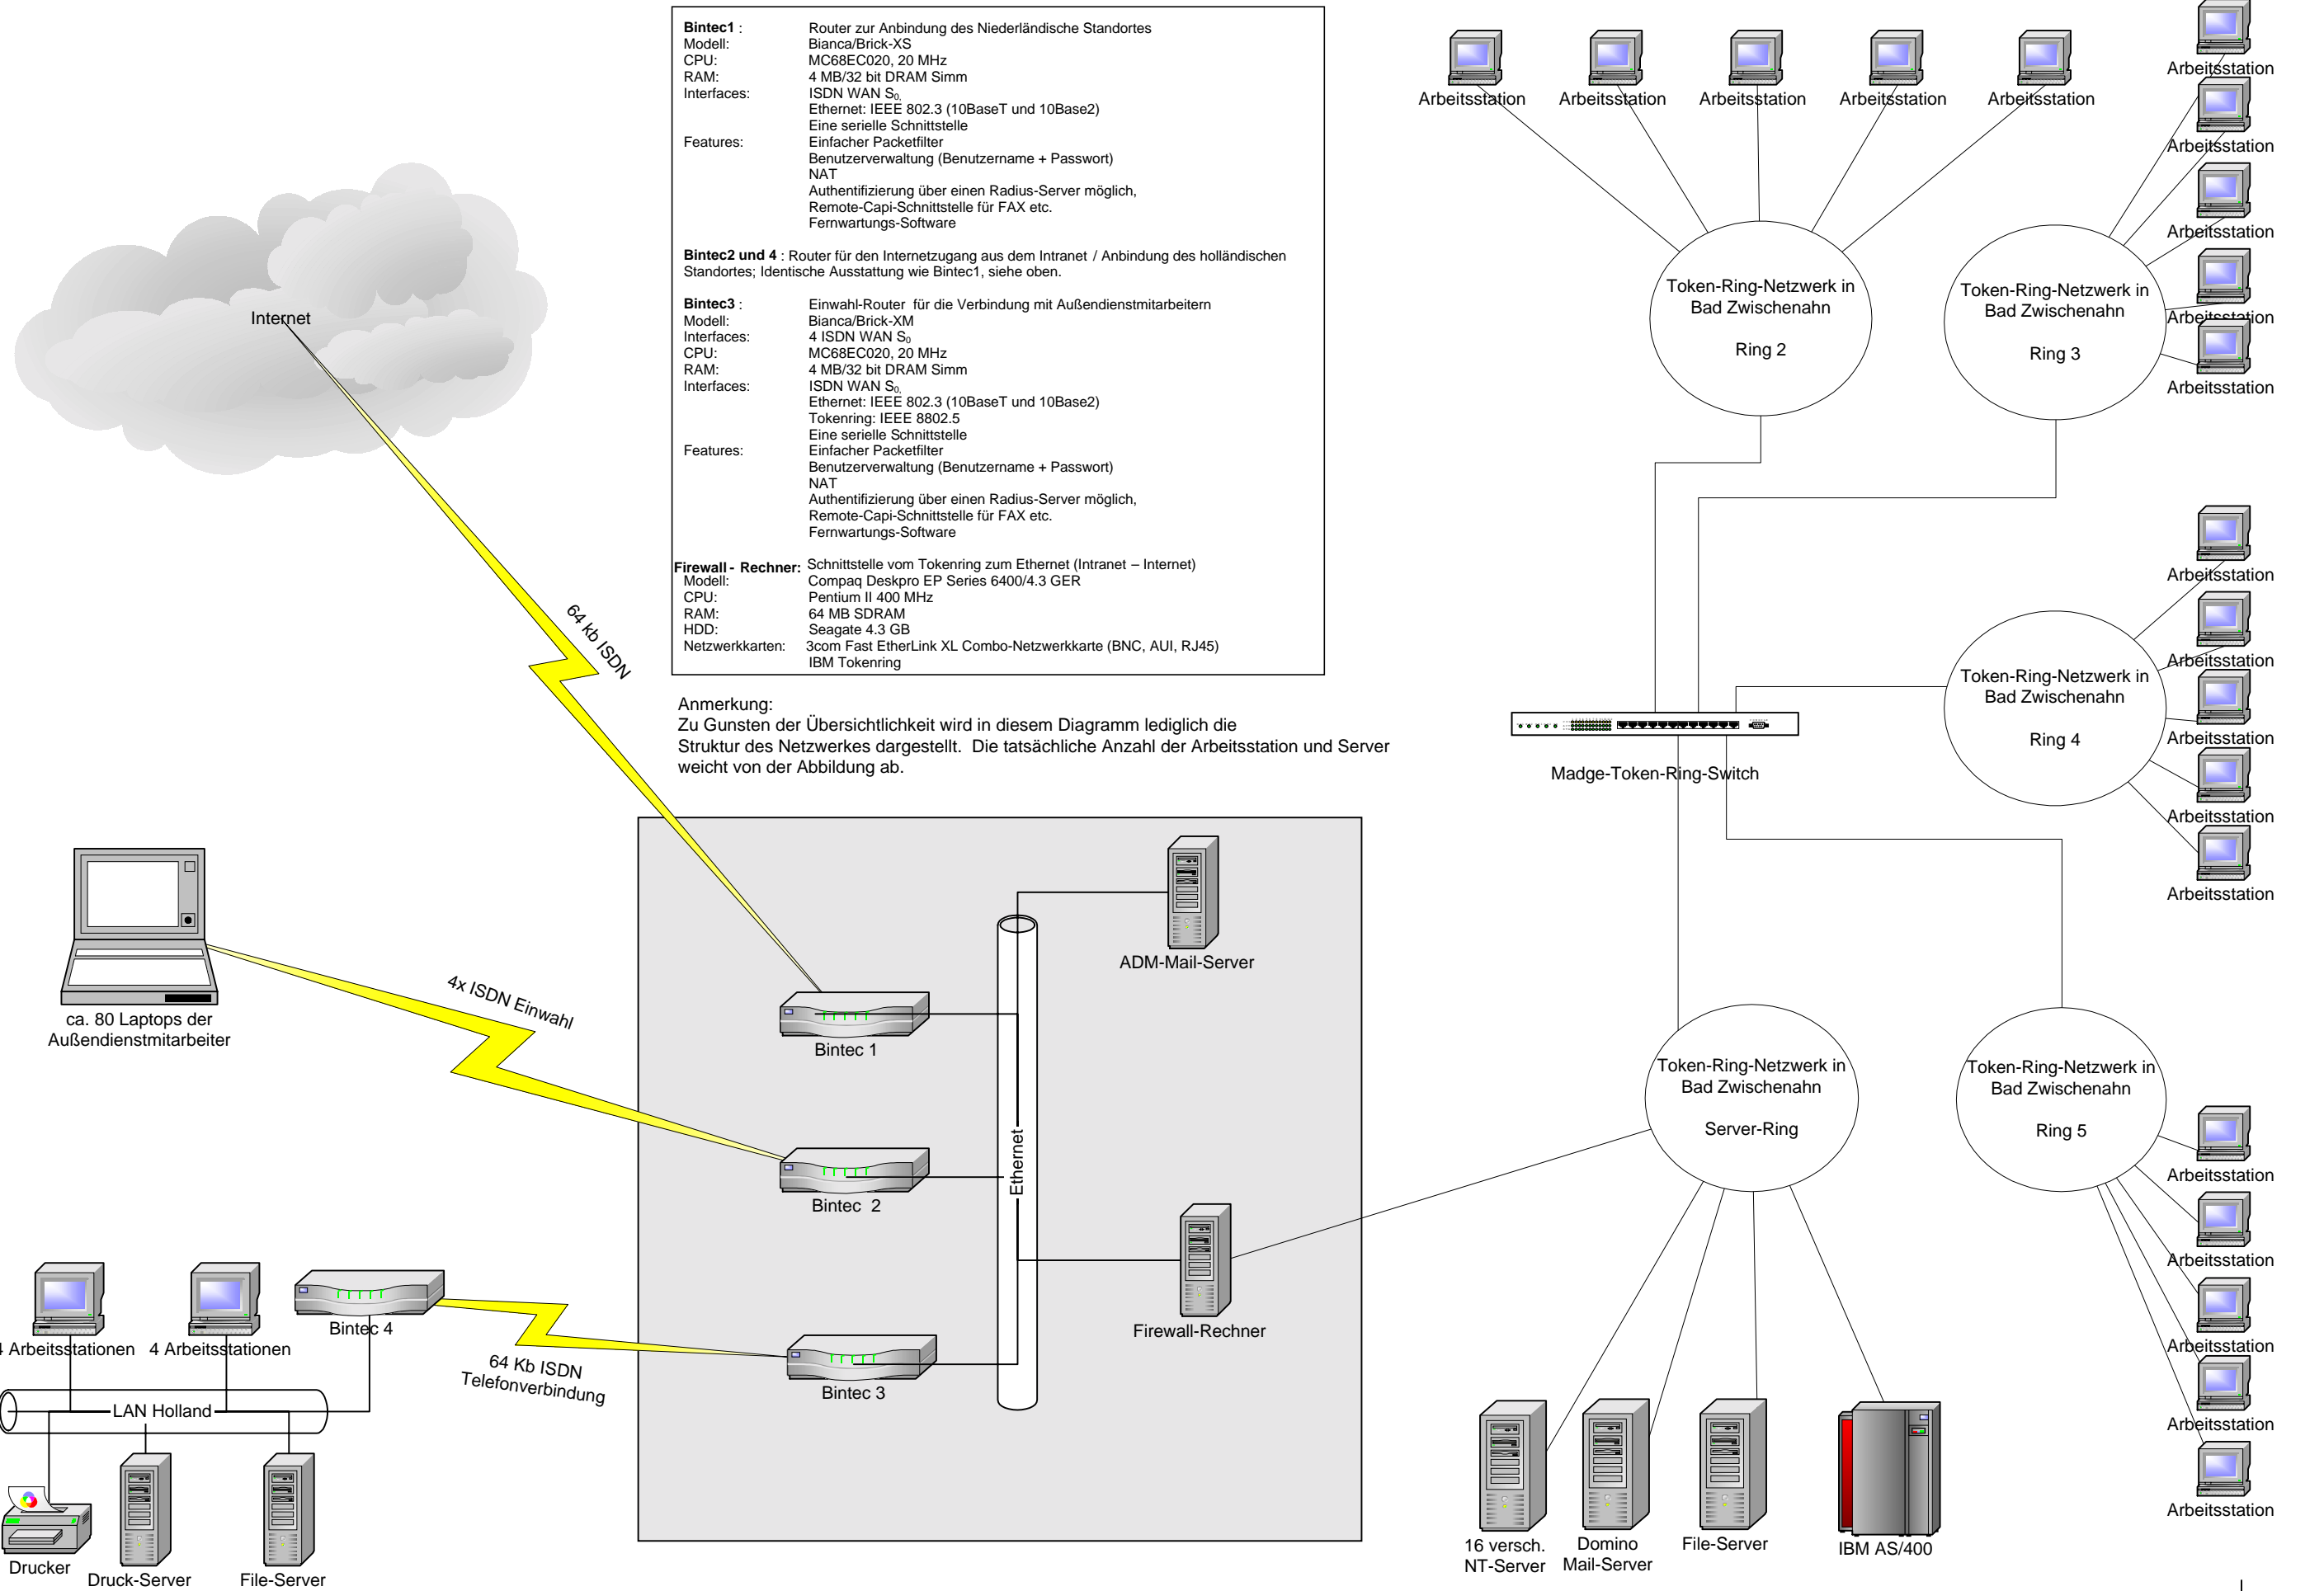 Bintec1 : Router zur Anbindung des Niederländische Standortes
Modell: Bianca/Brick-XS
CPU: MC68EC020, 20 MHz
RAM: 4 MB/32 bit DRAM Simm
Interfaces: ISDN WAN S0,
Ethernet: IEEE 802.3 (10BaseT und 10Base2)
Eine serielle Schnittstelle
Features: Einfacher Packetfilter
Benutzerverwaltung (Benutzername + Passwort)
NAT
Authentifizierung über einen Radius-Server möglich,
Remote-Capi-Schnittstelle für FAX etc.
Fernwartungs-Software
Bintec2 und 4 : Router für den Internetzugang aus dem Intranet / Anbindung des holländischen
Standortes; Identische Ausstattung wie Bintec1, siehe oben.
Bintec3 : Einwahl-Router für die Verbindung mit Außendienstmitarbeitern
Modell: Bianca/Brick-XM
Interfaces: 4 ISDN WAN S0
CPU: MC68EC020, 20 MHz
RAM: 4 MB/32 bit DRAM Simm
Interfaces: ISDN WAN S0,
Ethernet: IEEE 802.3 (10BaseT und 10Base2)
Tokenring: IEEE 8802.5
Eine serielle Schnittstelle
Features: Einfacher Packetfilter
Benutzerverwaltung (Benutzername + Passwort)
NAT
Authentifizierung über einen Radius-Server möglich,
Remote-Capi-Schnittstelle für FAX etc.
Fernwartungs-Software
Firewall - Rechner: Schnittstelle vom Tokenring zum Ethernet (Intranet – Internet)
Modell: Compaq Deskpro EP Series 6400/4.3 GER
CPU: Pentium II 400 MHz
RAM: 64 MB SDRAM
HDD: Seagate 4.3 GB
Netzwerkkarten: 3com Fast EtherLink XL Combo-Netzwerkkarte (BNC, AUI, RJ45)
IBM Tokenring
Anmerkung:
Zu Gunsten der Übersichtlichkeit wird in diesem Diagramm lediglich die
Struktur des Netzwerkes dargestellt. Die tatsächliche Anzahl der Arbeitsstation und Server
weicht von der Abbildung ab.
Internet
64 kb ISDN
ca. 80 Laptops der
Außendienstmitarbeiter
4x ISDN Einwahl
Bintec 1
Bintec 2
Bintec 3
Ethernet
ADM-Mail-Server
Firewall-Rechner
4 Arbeitsstationen
4 Arbeitsstationen
Bintec 4
64 Kb ISDN
Telefonverbindung
LAN Holland
Drucker
Druck-Server
File-Server
Arbeitsstation
Arbeitsstation
Arbeitsstation
Arbeitsstation
Arbeitsstation
Token-Ring-Netzwerk in
Bad Zwischenahn
Ring 2
Arbeitsstation
Arbeitsstation
Arbeitsstation
Arbeitsstation
Arbeitsstation
Token-Ring-Netzwerk in
Bad Zwischenahn
Ring 3
Arbeitsstation
Arbeitsstation
Arbeitsstation
Arbeitsstation
Arbeitsstation
Token-Ring-Netzwerk in
Bad Zwischenahn
Ring 4
Madge-Token-Ring-Switch
Token-Ring-Netzwerk in
Bad Zwischenahn
Server-Ring
Token-Ring-Netzwerk in
Bad Zwischenahn
Ring 5
Arbeitsstation
Arbeitsstation
Arbeitsstation
Arbeitsstation
Arbeitsstation
16 versch.
NT-Server
Domino
Mail-Server
File-Server
IBM AS/400